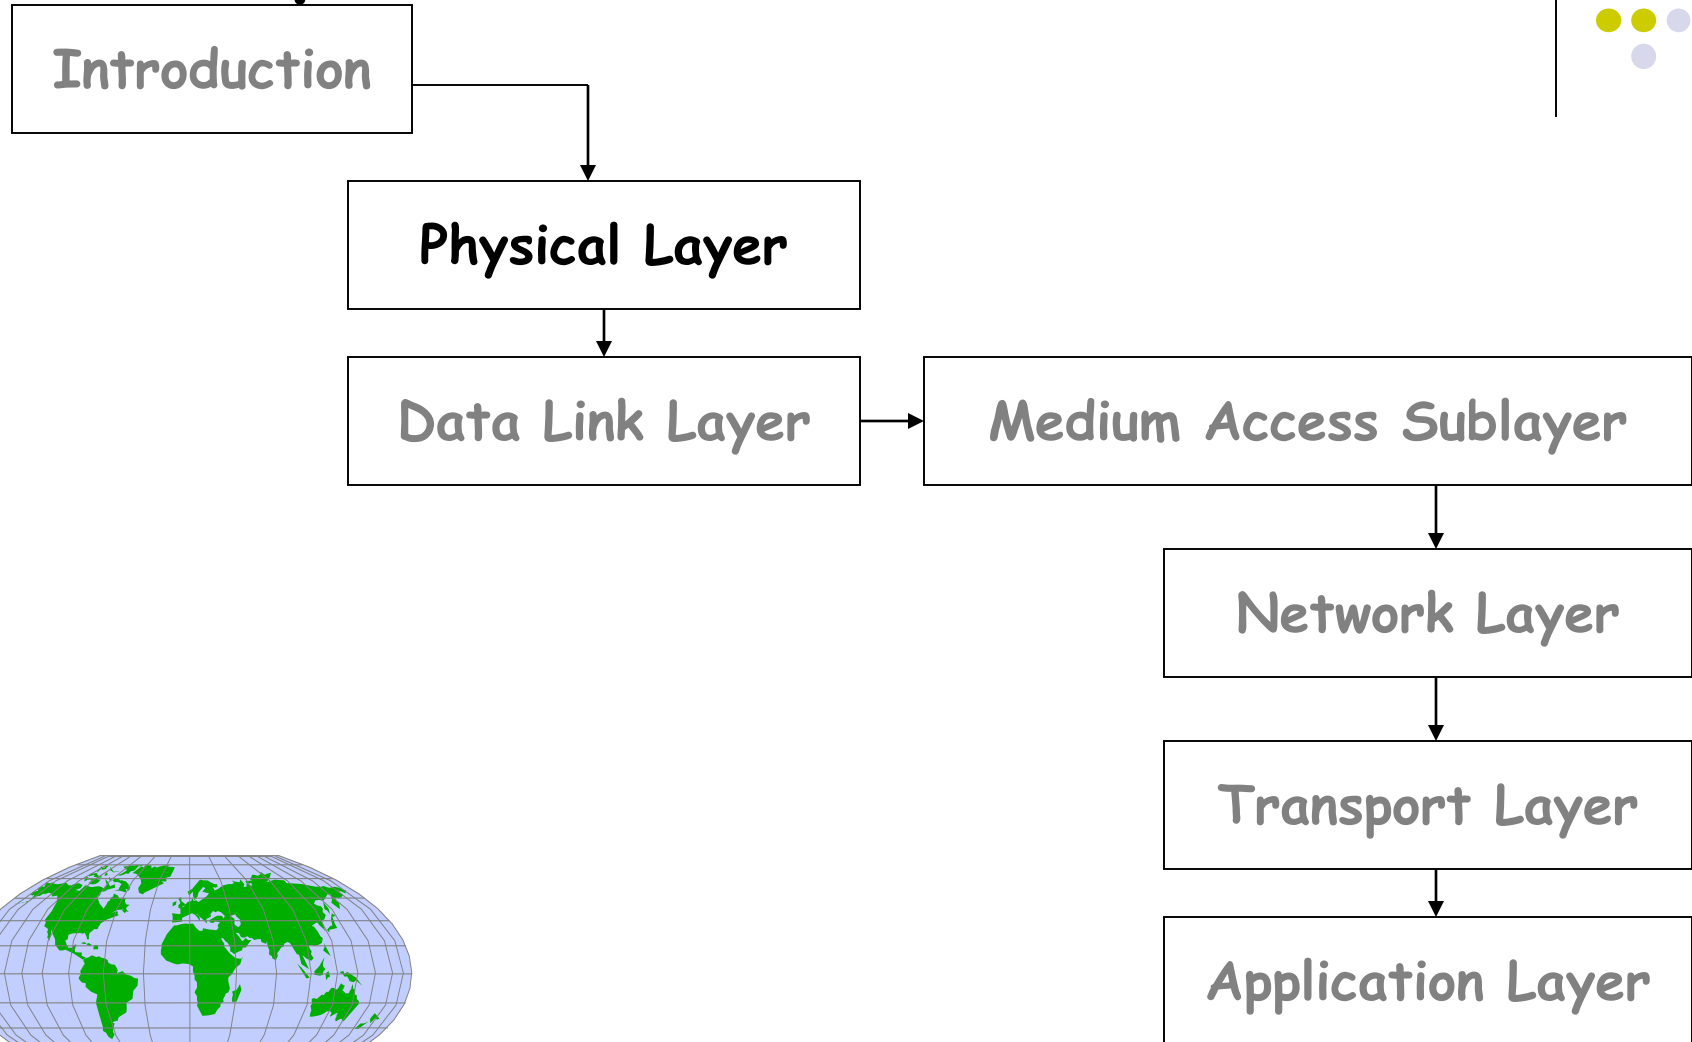 Introduction
Physical Layer
Data Link Layer
Medium Access Sublayer
Network Layer
Transport Layer
Application Layer